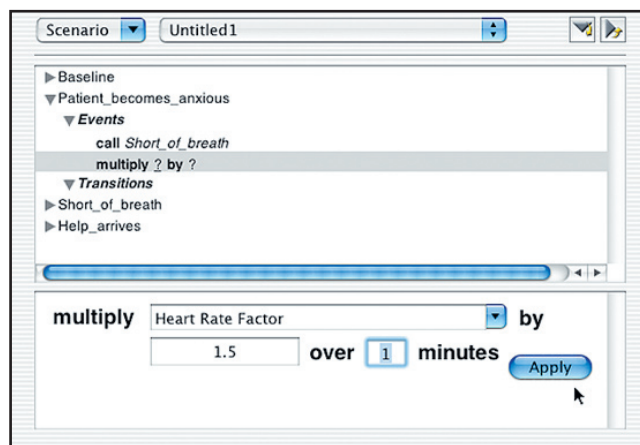 Scenario Untitled1
Baseline
Patient_becomes_anxious
Events
call Short_of_breath
multiply ? by ?
Transitions
Short_of_breath
Help_arrives
multiply Heart Rate Factor by
1.5 over 1 minutes
Apply